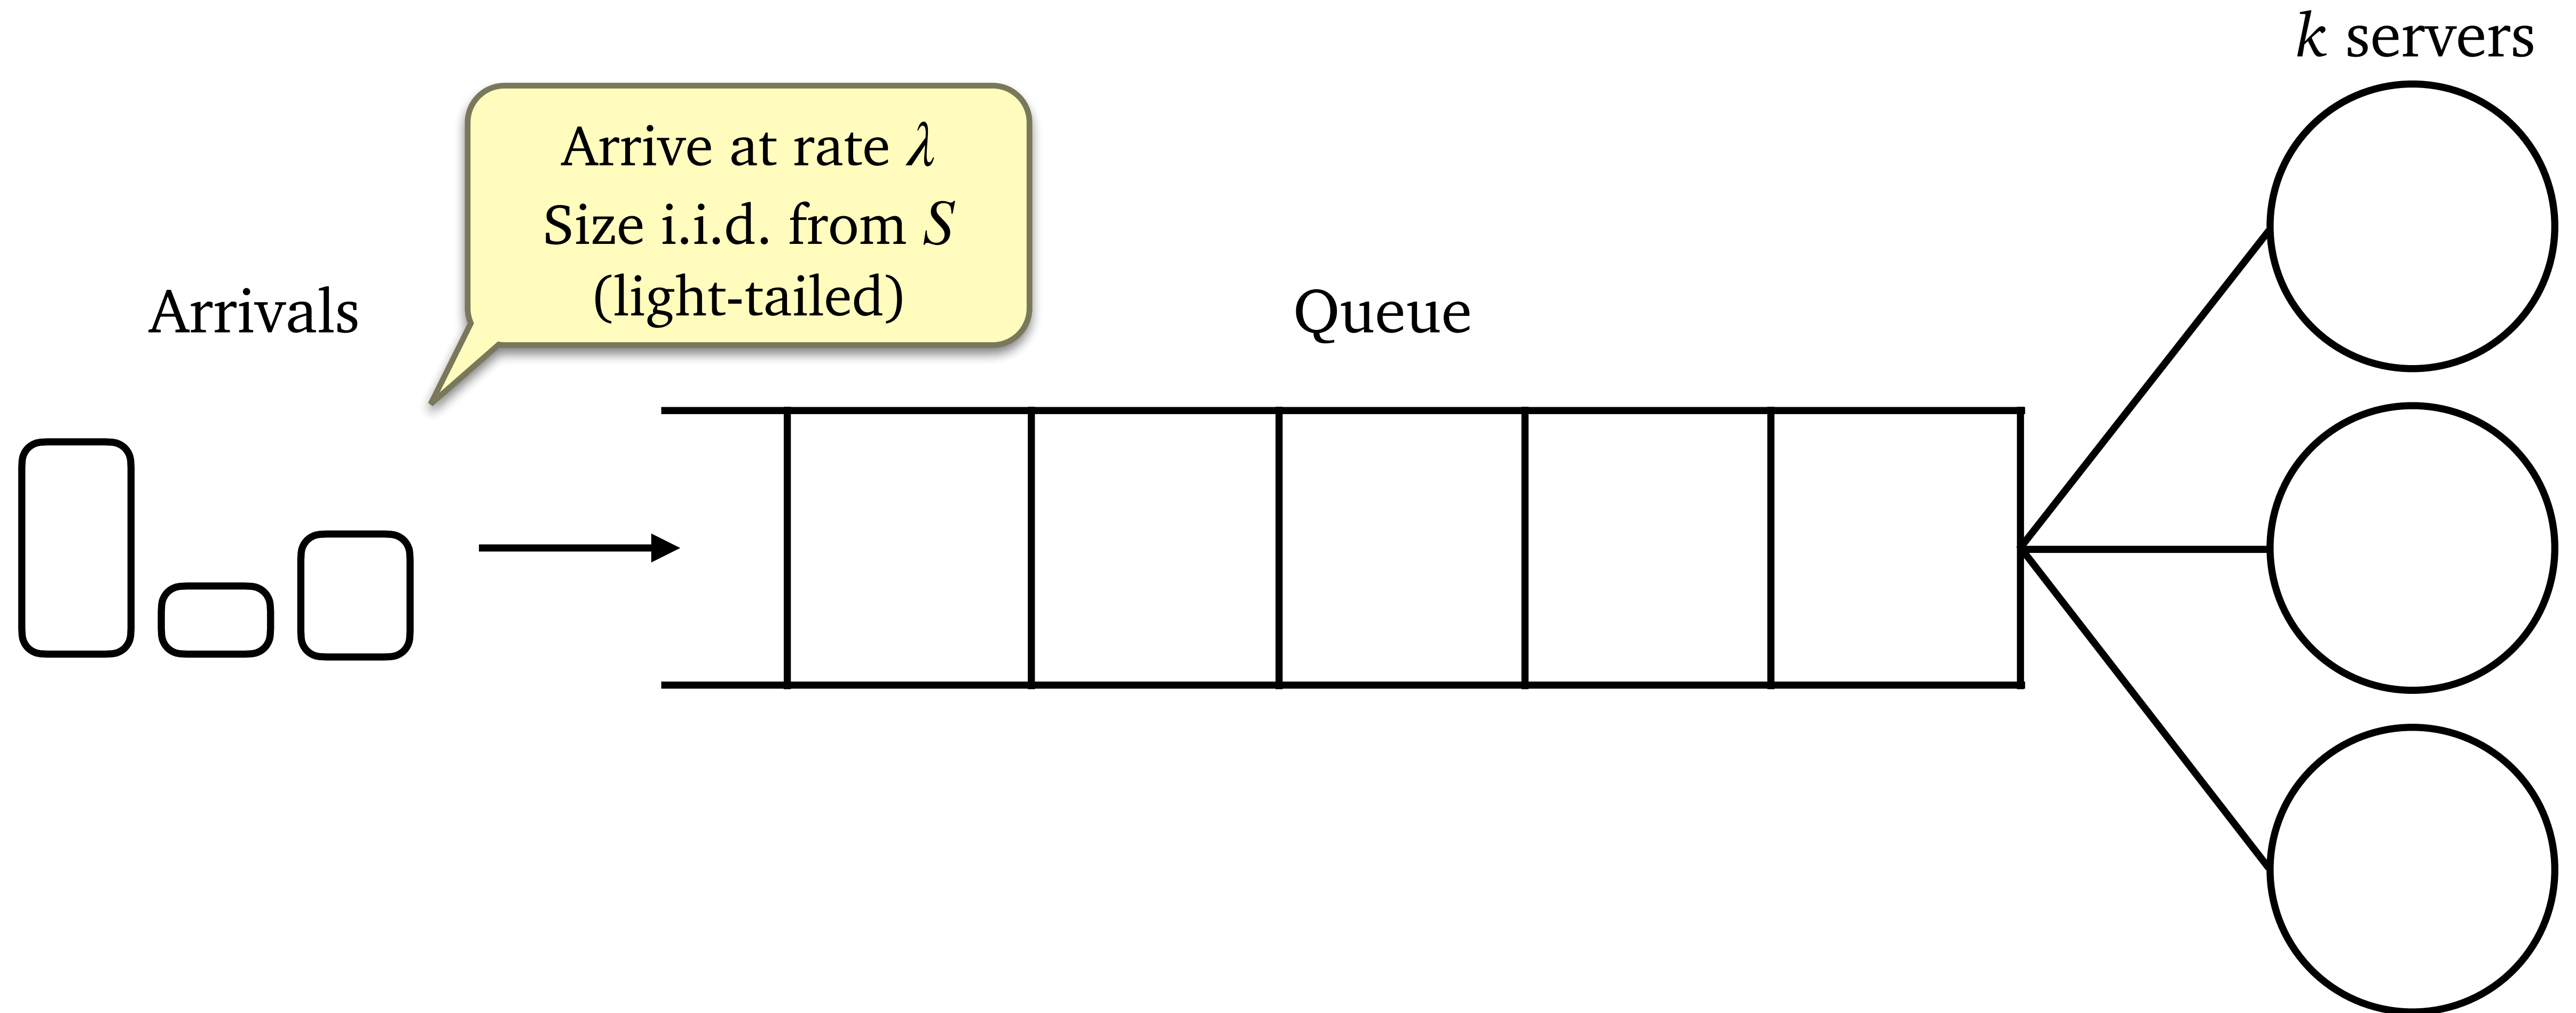 k servers
Arrive at rate λ
Size i.i.d. from S
(light-tailed)
Arrivals
Queue